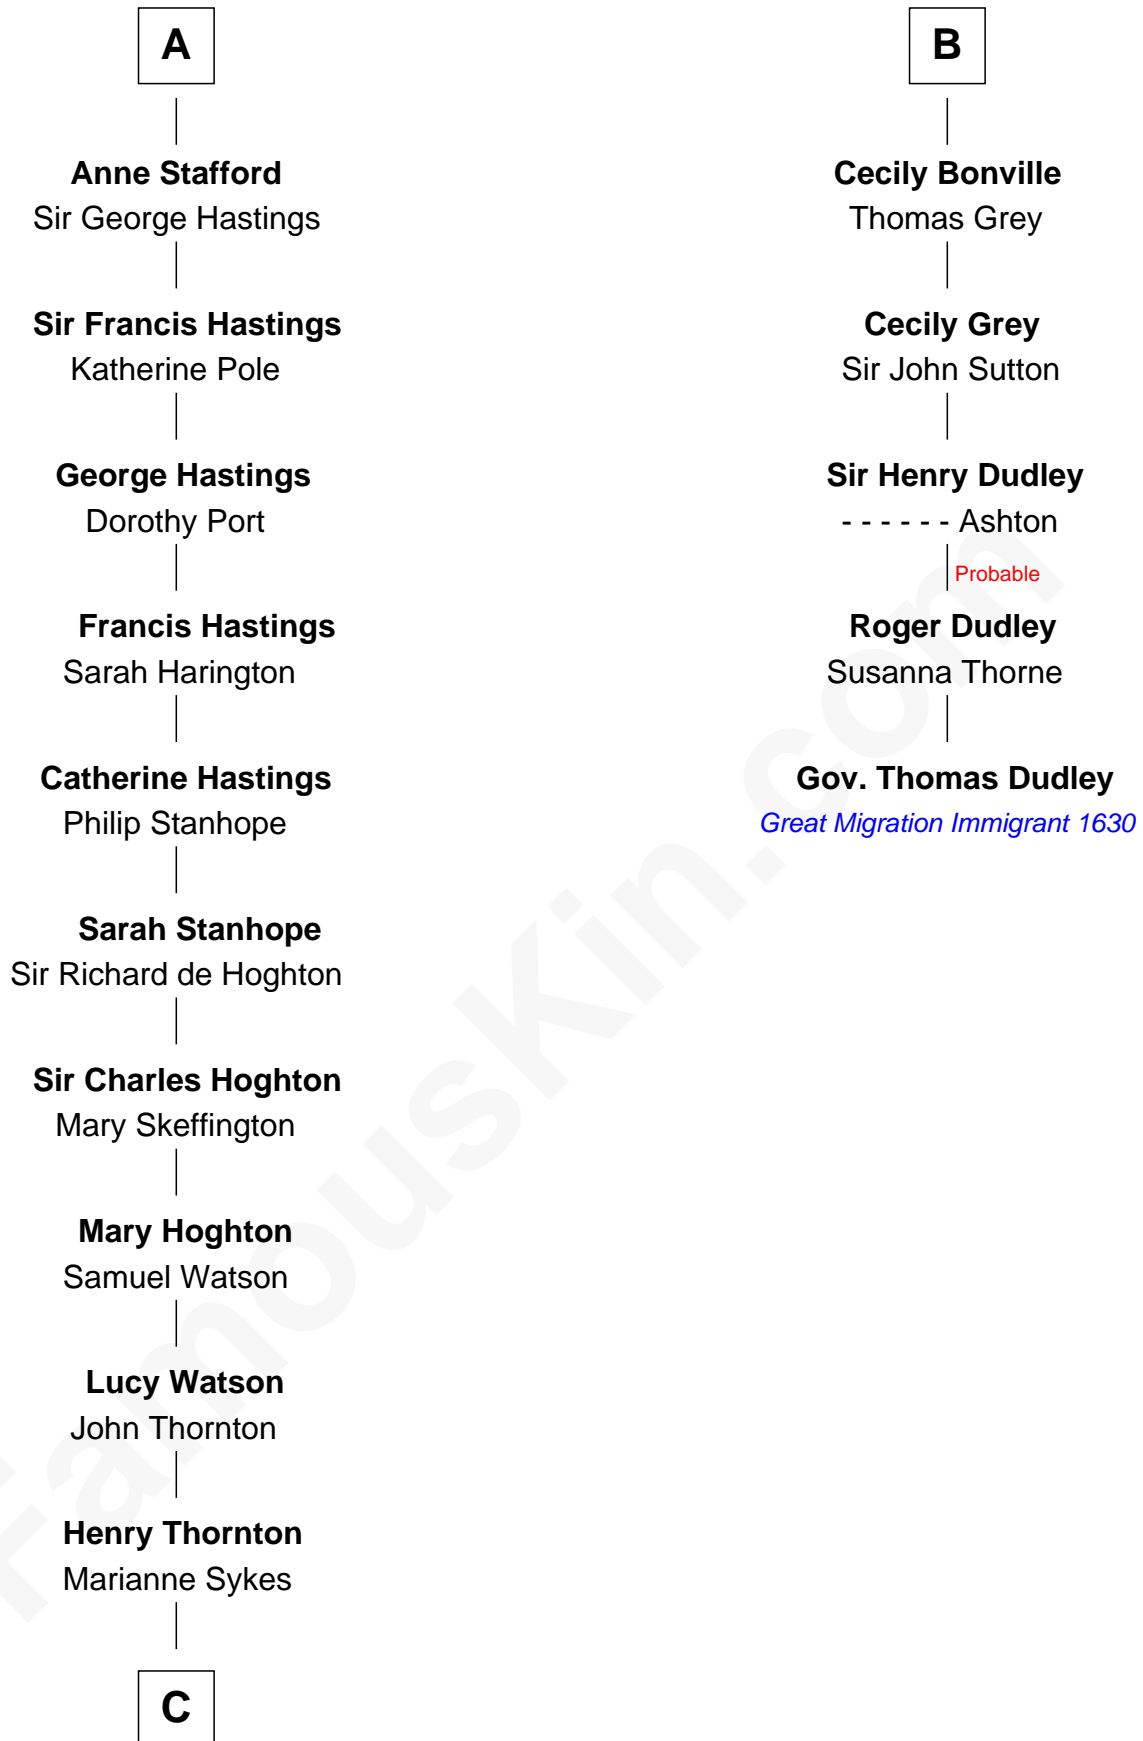 A
Anne Stafford
Sir George Hastings
Sir Francis Hastings
Katherine Pole
George Hastings
Dorothy Port
Francis Hastings
Sarah Harington
Catherine Hastings
Philip Stanhope
Sarah Stanhope
Sir Richard de Hoghton
Sir Charles Hoghton
Mary Skeffington
Mary Hoghton
Samuel Watson
Lucy Watson
John Thornton
Henry Thornton
Marianne Sykes
C
B
Cecily Bonville
Thomas Grey
Cecily Grey
Sir John Sutton
Sir Henry Dudley
- - - - - - Ashton
Probable
Roger Dudley
Susanna Thorne
Gov. Thomas Dudley
Great Migration Immigrant 1630
FamousKin.com